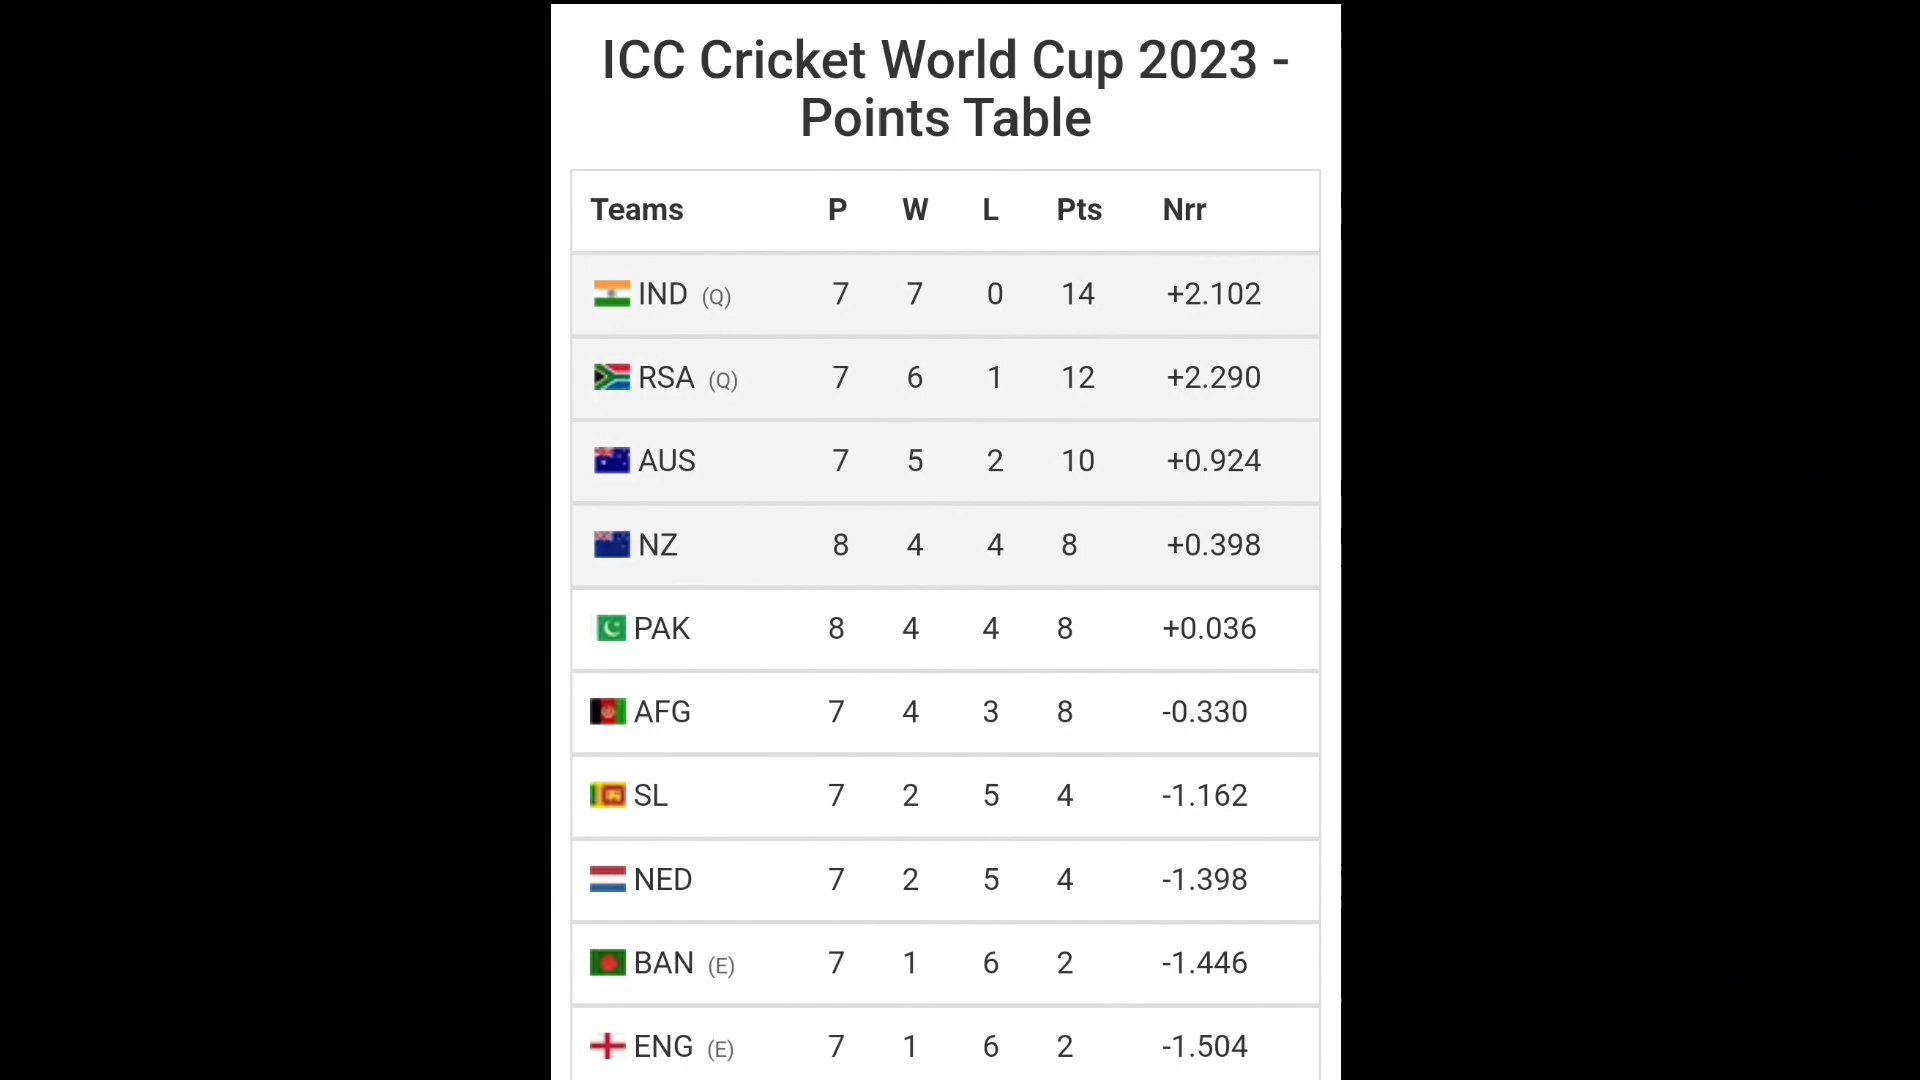 ICC Cricket World Cup 2023 -
Points Table
Teams P W L Pts Nrr
IND (Q) 7 7 0 14 +2.102
RSA (Q) 7 6 1 12 +2.290
AUS 7 5 2 10 +0.924
NZ 8 4 4 8 +0.398
PAK 8 4 4 8 +0.036
AFG 7 4 3 8 -0.330
SL 7 2 5 4 -1.162
NED 7 2 5 4 -1.398
BAN (E) 7 1 6 2 -1.446
ENG (E) 7 1 6 2 -1.504